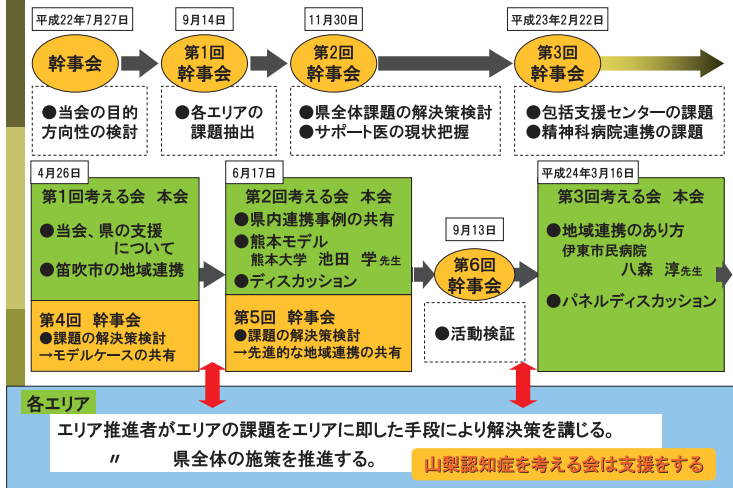 平成22年7月27日
幹事会
●当会の目的
方向性の検討
9月14日
第1回
幹事会
●各エリアの
課題抽出
11月30日
第2回
幹事会
●県全体課題の解決策検討
●サポート医の現状把握
平成23年2月22日
第3回
幹事会
●包括支援センターの課題
●精神科病院連携の課題
4月26日
第1回考える会 本会
●当会、県の支援
について
●笛吹市の地域連携
第4回 幹事会
●課題の解決策検討
→モデルケースの共有
6月17日
第2回考える会 本会
●県内連携事例の共有
●熊本モデル
熊本大学 池田 学先生
●ディスカッション
第5回 幹事会
●課題の解決策検討
→先進的な地域連携の共有
9月13日
第6回
幹事会
●活動検証
平成24年3月16日
第3回考える会 本会
●地域連携のあり方
伊東市民病院
八森 淳先生
●パネルディスカッション
各エリア
エリア推進者がエリアの課題をエリアに即した手段により解決策を講じる。
〃 県全体の施策を推進する。
山梨認知症を考える会は支援をする